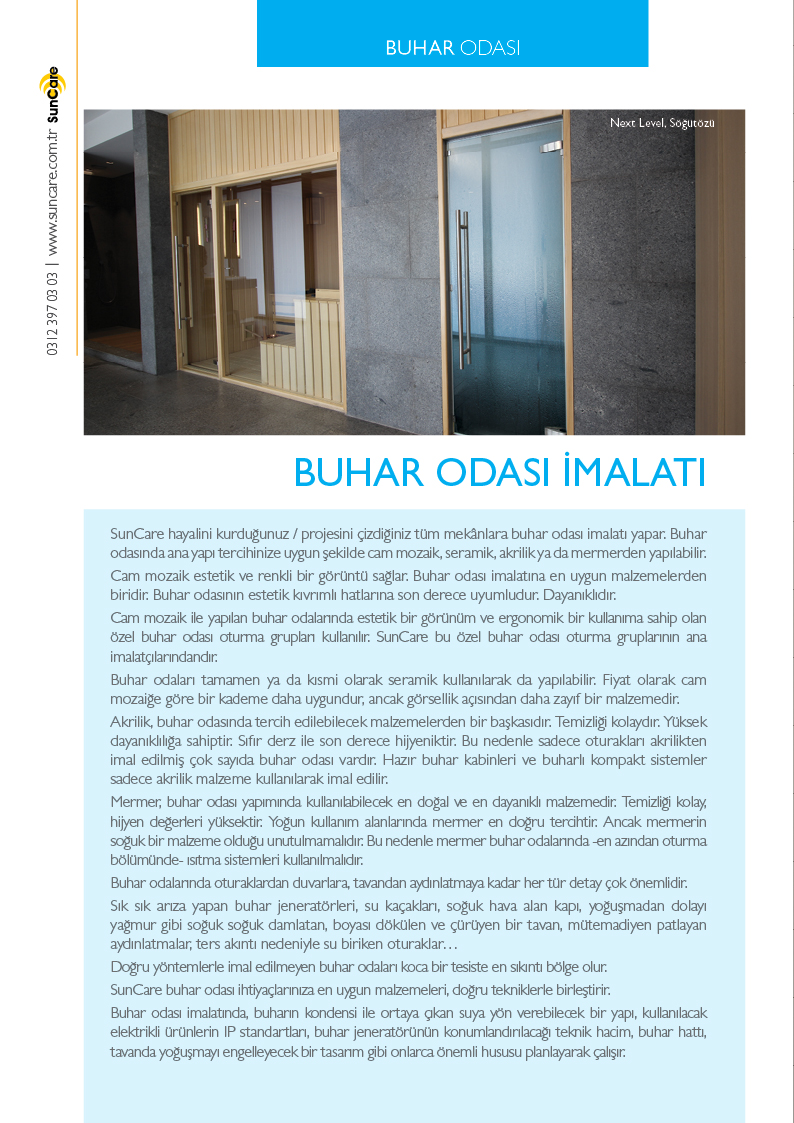 BUHAR ODASI
0312 397 03 03 | www.suncare.com.tr SunCare
Next Level, Söğütözü
BUHAR ODASI İMALATI
SunCare hayalini kurduğunuz / projesini çizdiğiniz tüm mekânlara buhar odası imalatı yapar. Buhar
odasında ana yapı tercihinize uygun şekilde cam mozaik, seramik, akrilik ya da mermerden yapılabilir.
Cam mozaik estetik ve renkli bir görüntü sağlar. Buhar odası imalatına en uygun malzemelerden
biridir. Buhar odasının estetik kıvrımlı hatlarına son derece uyumludur. Dayanıklıdır.
Cam mozaik ile yapılan buhar odalarında estetik bir görünüm ve ergonomik bir kullanıma sahip olan
özel buhar odası oturma grupları kullanılır. SunCare bu özel buhar odası oturma gruplarının ana
imalatçılarındandır.
Buhar odaları tamamen ya da kısmi olarak seramik kullanılarak da yapılabilir. Fiyat olarak cam
mozaiğe göre bir kademe daha uygundur, ancak görsellik açısından daha zayıf bir malzemedir.
Akrilik, buhar odasında tercih edilebilecek malzemelerden bir başkasıdır. Temizliği kolaydır. Yüksek
dayanıklılığa sahiptir. Sıfır derz ile son derece hijyeniktir. Bu nedenle sadece oturakları akrilikten
imal edilmiş çok sayıda buhar odası vardır. Hazır buhar kabinleri ve buharlı kompakt sistemler
sadece akrilik malzeme kullanılarak imal edilir.
Mermer, buhar odası yapımında kullanılabilecek en doğal ve en dayanıklı malzemedir. Temizliği kolay,
hijyen değerleri yüksektir. Yoğun kullanım alanlarında mermer en doğru tercihtir. Ancak mermerin
soğuk bir malzeme olduğu unutulmamalıdır. Bu nedenle mermer buhar odalarında -en azından oturma
bölümünde- ısıtma sistemleri kullanılmalıdır.
Buhar odalarında oturaklardan duvarlara, tavandan aydınlatmaya kadar her tür detay çok önemlidir.
Sık sık arıza yapan buhar jeneratörleri, su kaçakları, soğuk hava alan kapı, yoğuşmadan dolayı
yağmur gibi soğuk soğuk damlatan, boyası dökülen ve çürüyen bir tavan, mütemadiyen patlayan
aydınlatmalar, ters akıntı nedeniyle su biriken oturaklar…
Doğru yöntemlerle imal edilmeyen buhar odaları koca bir tesiste en sıkıntı bölge olur.
SunCare buhar odası ihtiyaçlarınıza en uygun malzemeleri, doğru tekniklerle birleştirir.
Buhar odası imalatında, buharın kondensi ile ortaya çıkan suya yön verebilecek bir yapı, kullanılacak
elektrikli ürünlerin IP standartları, buhar jeneratörünün konumlandırılacağı teknik hacim, buhar hattı,
tavanda yoğuşmayı engelleyecek bir tasarım gibi onlarca önemli hususu planlayarak çalışır.